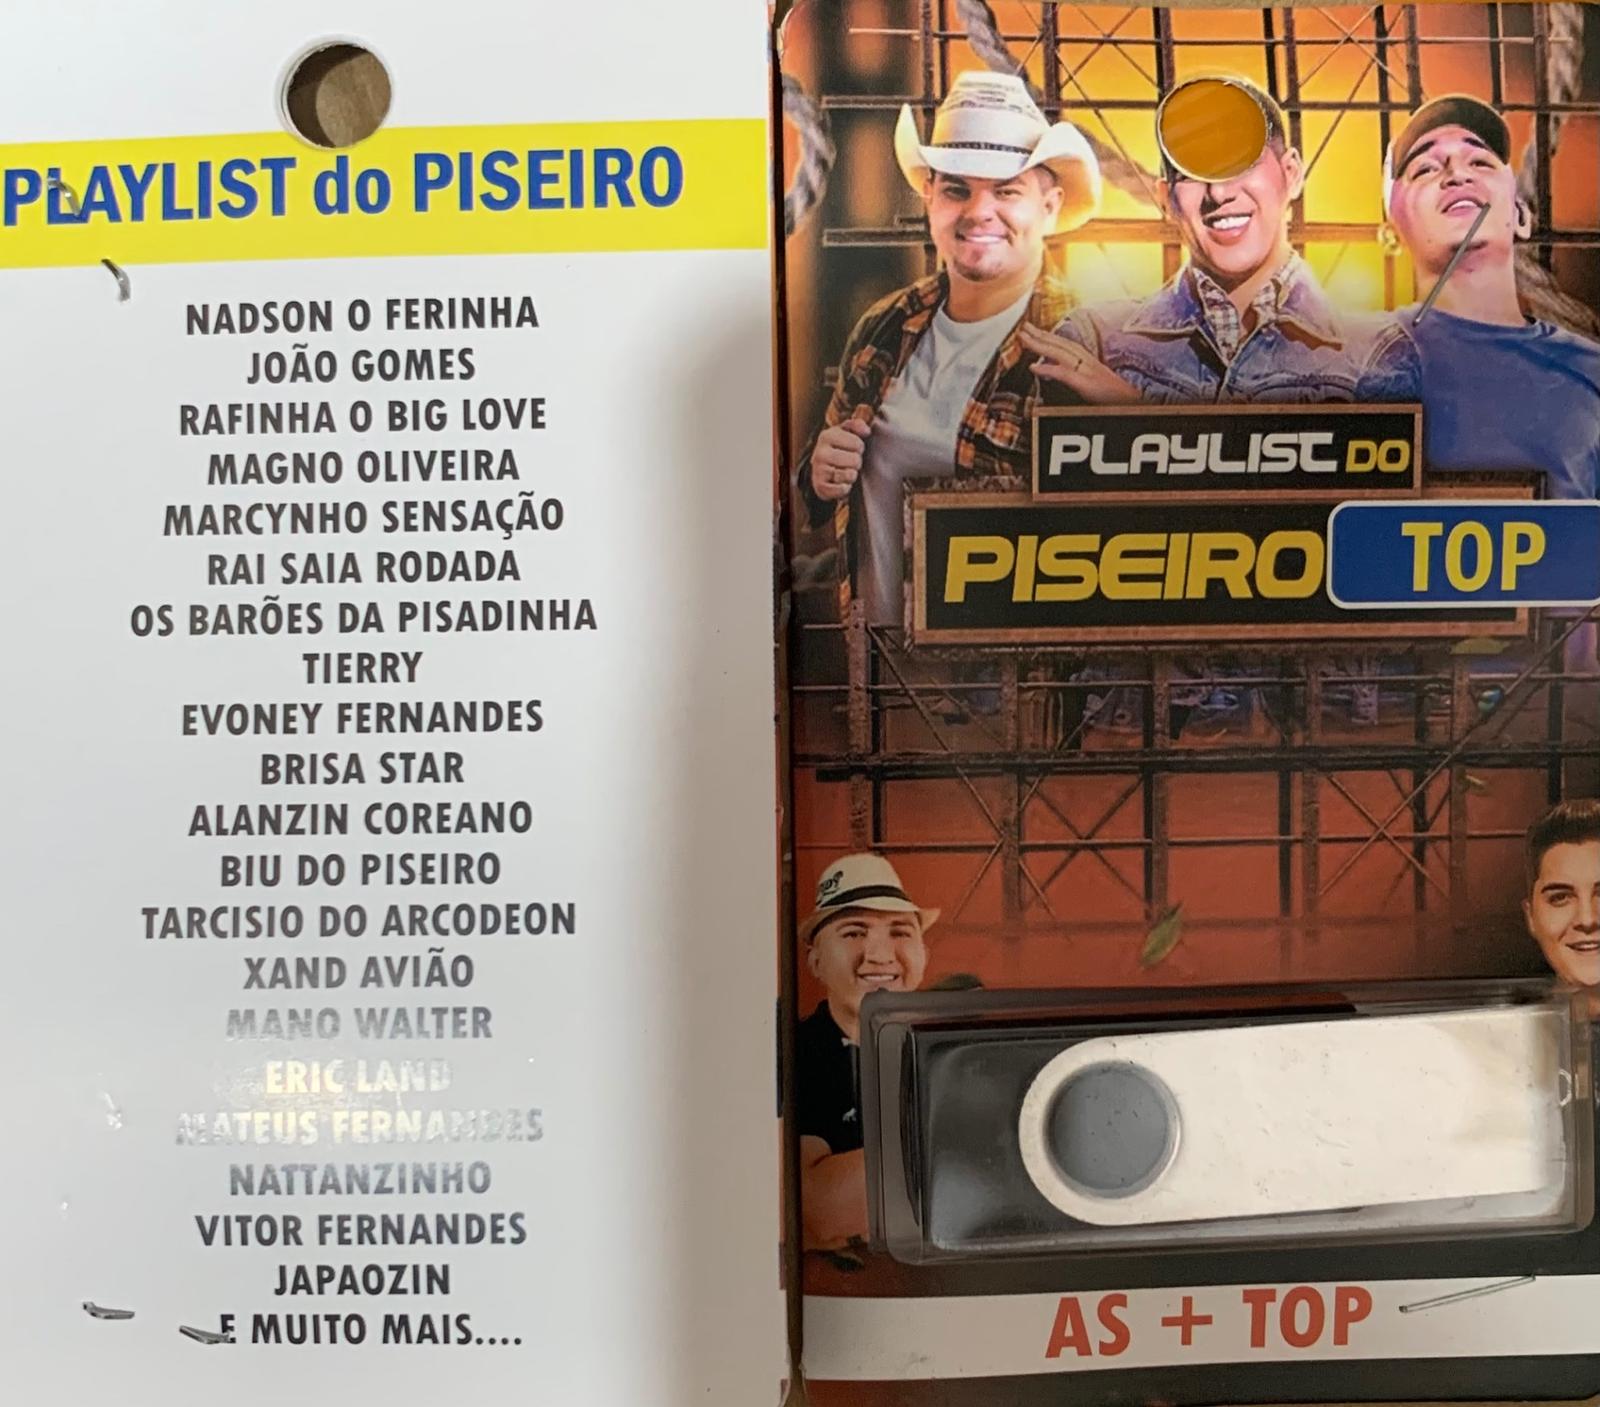 PLAYLIST do PISEIRO
NADSON O FERINHA
JOÃO GOMES
RAFINHA O BIG LOVE
MAGNO OLIVEIRA
MARCYNHO SENSAÇÃO
RAI SAIA RODADA
OS BARÕES DA PISADINHA
TIERRY
EVONEY FERNANDES
BRISA STAR
ALANZIN COREANO
BIU DO PISEIRO
TARCISIO DO ARCODEON
XAND AVIÃO
MANO WALTER
ERIC LAND
MATEUS FERNANDES
NATTANZINHO
VITOR FERNANDES
JAPAOZIN
E MUITO MAIS....
PLAYLIST DO
PISEIRO TOP
AS + TOP